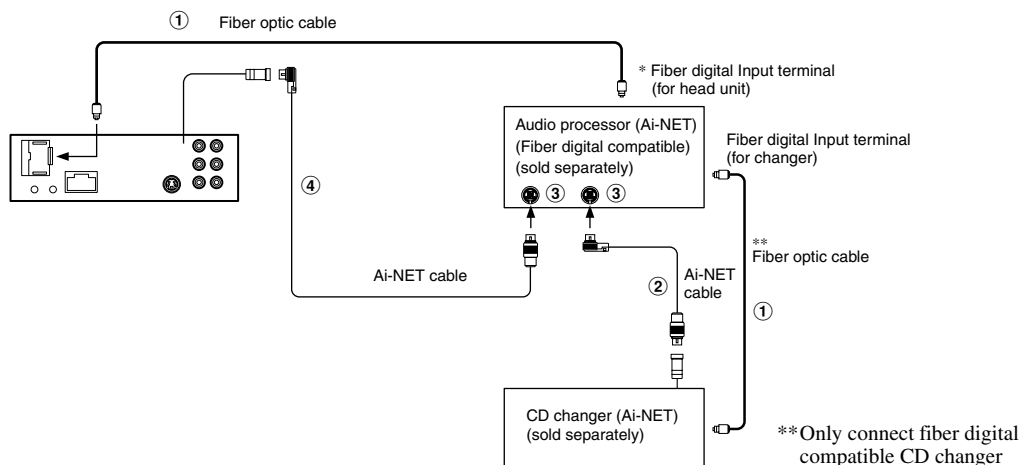 ① Fiber optic cable
* Fiber digital Input terminal
(for head unit)
Audio processor (Ai-NET)
(Fiber digital compatible)
(sold separately)
Fiber digital Input terminal
(for changer)
③ ③
④
**
Fiber optic cable
Ai-NET cable
②
Ai-NET
cable
①
CD changer (Ai-NET)
(sold separately)
**Only connect fiber digital
compatible CD changer